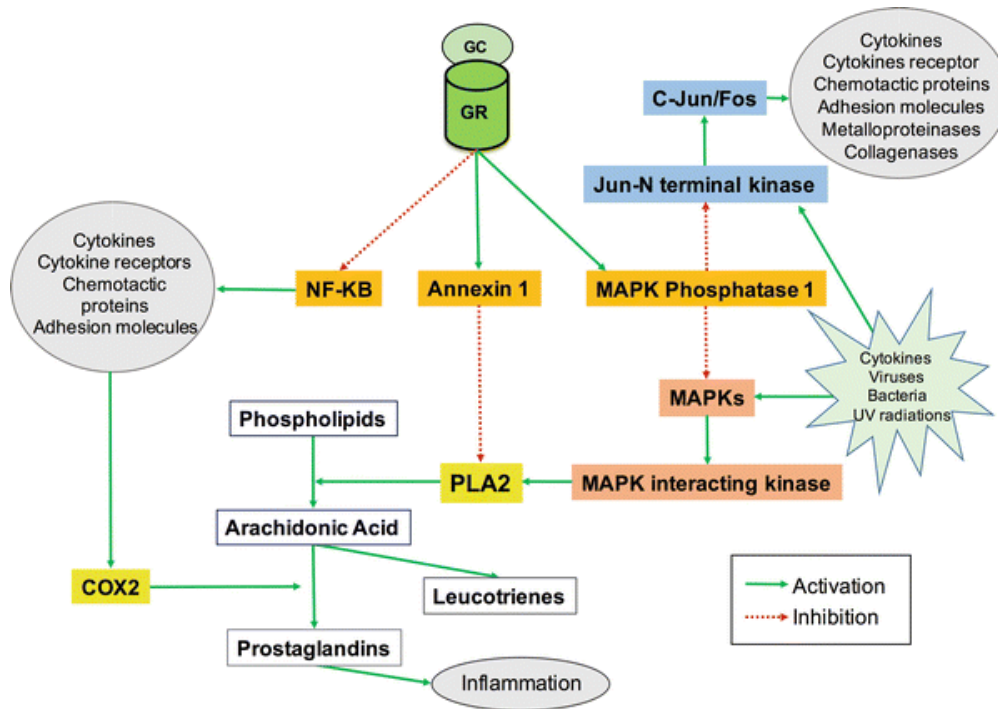 GC
GR
Cytokines
Cytokines receptor
Chemotactic proteins
Adhesion molecules
Metalloproteinases
Collagenases
C-Jun/Fos
Jun-N terminal kinase
Cytokines
Cytokine receptors
Chemotactic
proteins
Adhesion molecules
NF-KB
Annexin 1
MAPK Phosphatase 1
Cytokines
Viruses
Bacteria
UV radiations
MAPKs
Phospholipids
PLA2
MAPK interacting kinase
Arachidonic Acid
COX2
Leucotrienes
Prostaglandins
Inflammation
Activation
Inhibition